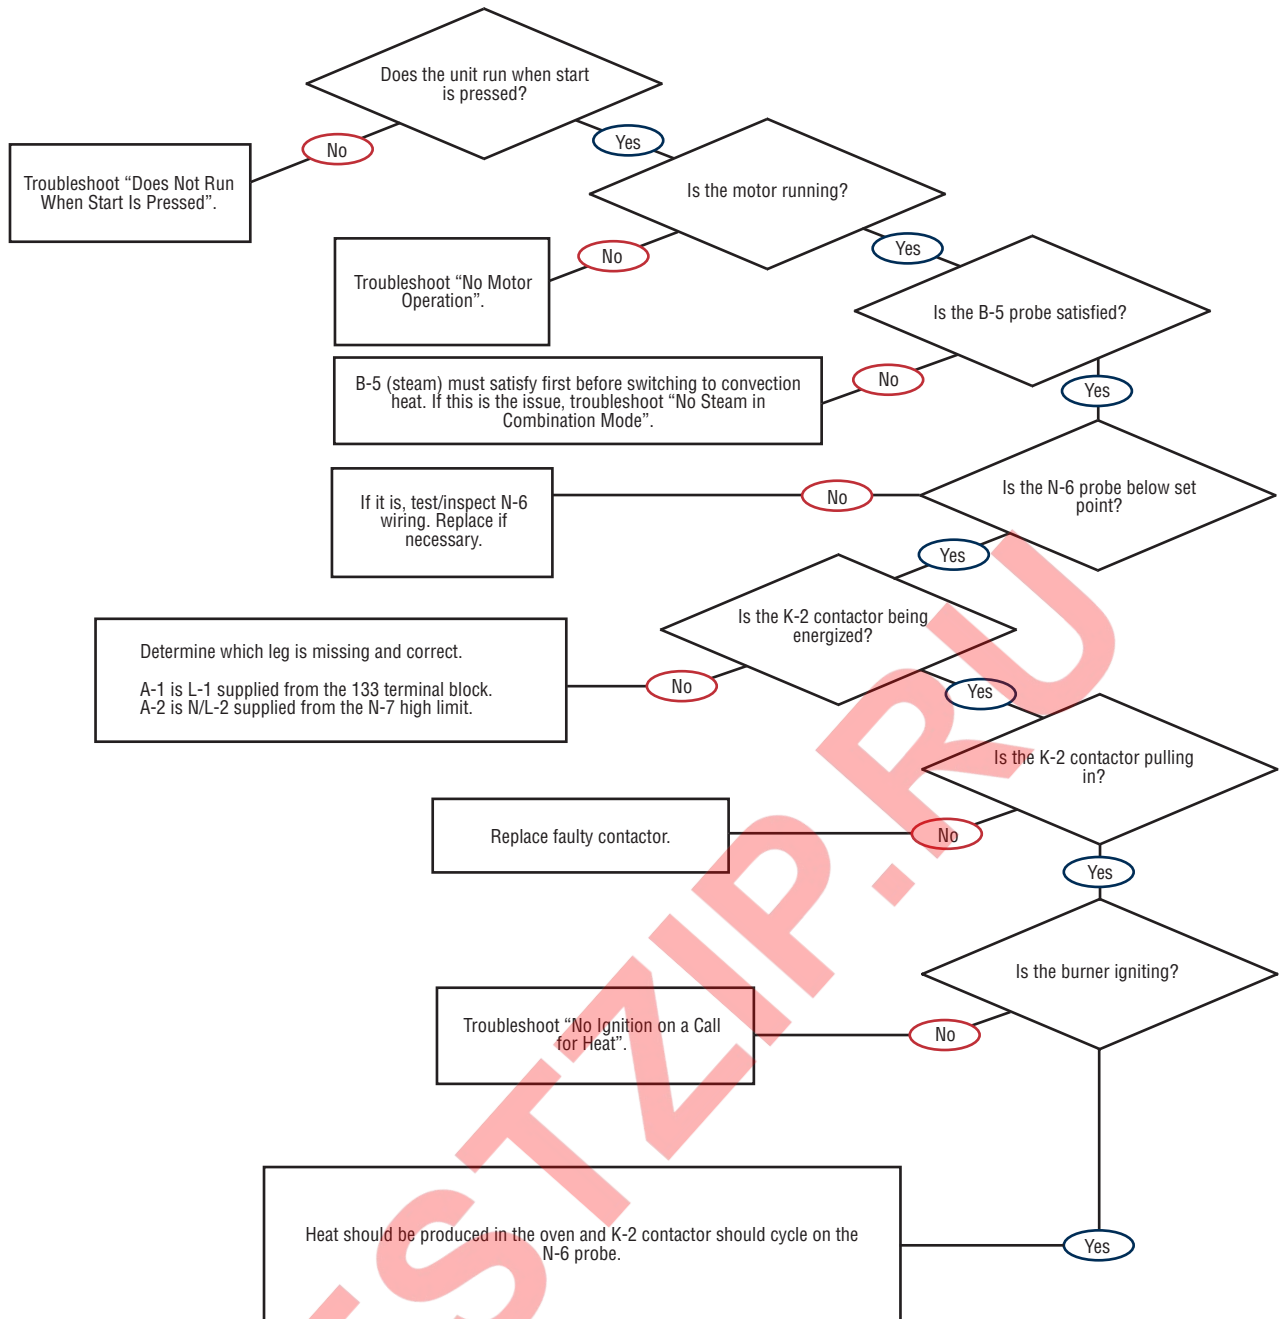 Does the unit run when start
is pressed?
No
Yes
Troubleshoot “Does Not Run
When Start Is Pressed”.
Is the motor running?
No
Yes
Troubleshoot “No Motor
Operation”.
Is the B-5 probe satisfied?
No
Yes
B-5 (steam) must satisfy first before switching to convection
heat. If this is the issue, troubleshoot “No Steam in
Combination Mode”.
Is the N-6 probe below set
point?
No
Yes
If it is, test/inspect N-6
wiring. Replace if
necessary.
Is the K-2 contactor being
energized?
No
Yes
Determine which leg is missing and correct.
A-1 is L-1 supplied from the 133 terminal block.
A-2 is N/L-2 supplied from the N-7 high limit.
Is the K-2 contactor pulling
in?
No
Yes
Replace faulty contactor.
Is the burner igniting?
No
Troubleshoot “No Ignition on a Call
for Heat”.
Yes
Heat should be produced in the oven and K-2 contactor should cycle on the
N-6 probe.
STZIP.RU